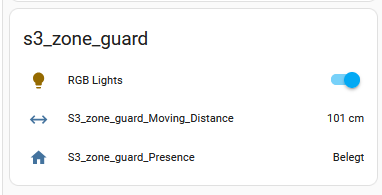 s3_zone_guard
RGB Lights
S3_zone_guard_Moving_Distance 101 cm
S3_zone_guard_Presence Belegt